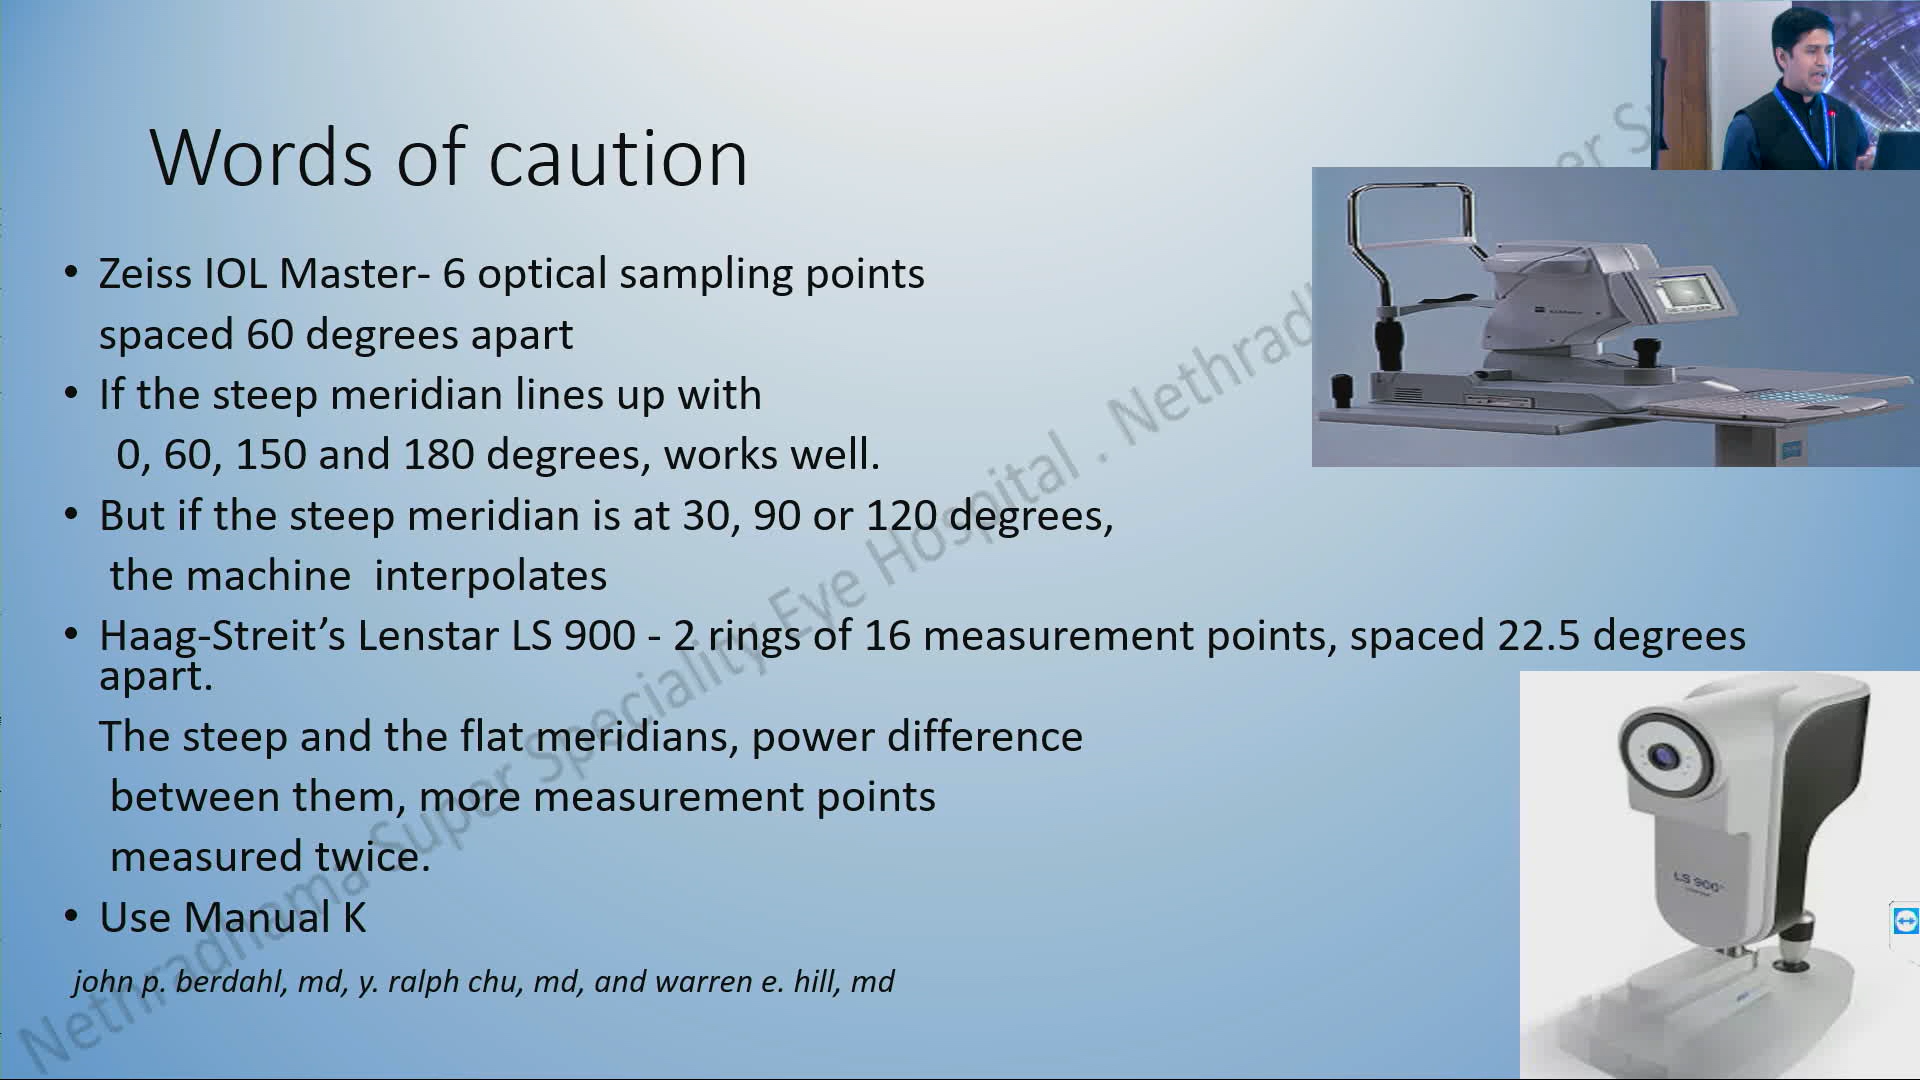 Words of caution
• Zeiss IOL Master- 6 optical sampling points
spaced 60 degrees apart
• If the steep meridian lines up with
0, 60, 150 and 180 degrees, works well.
• But if the steep meridian is at 30, 90 or 120 degrees,
the machine  interpolates
• Haag-Streit’s Lenstar LS 900 - 2 rings of 16 measurement points, spaced 22.5 degrees
apart.
The steep and the flat meridians, power difference
between them, more measurement points
measured twice.
• Use Manual K
john p. berdahl, md, y. ralph chu, md, and warren e. hill, md
Nethradhama Super Speciality Eye Hospital . Nethradh
er S
LS 900